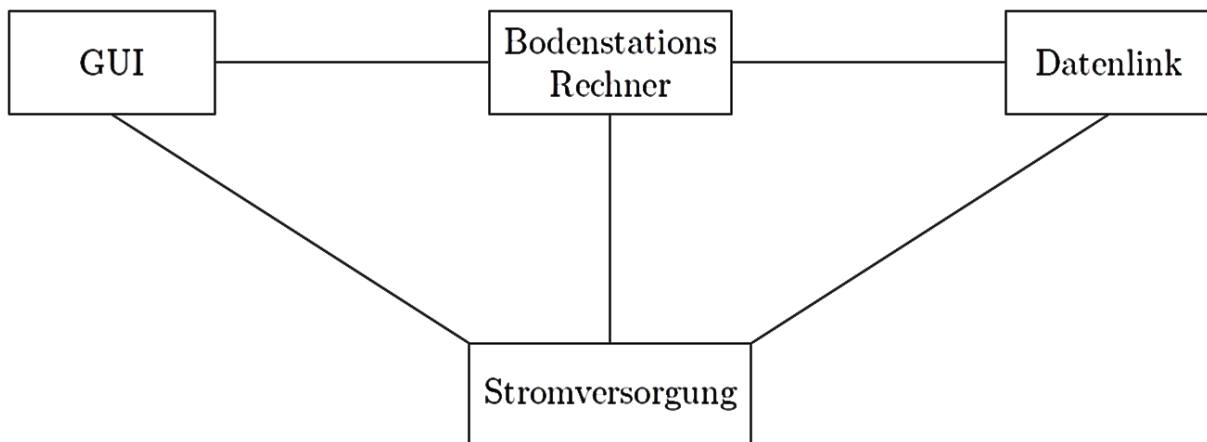 GUI
Bodenstations
Rechner
Datenlink
Stromversorgung